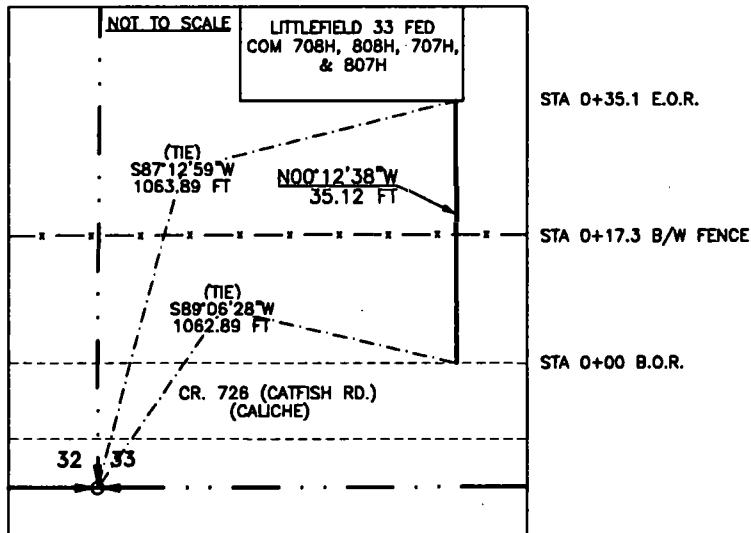 NOT TO SCALE
LITTLEFIELD 33 FED
COM 708H, 808H, 707H,
& 807H
STA 0+35.1 E.O.R.
(TIE)
S87°12'59"W
1063.89 FT
N00°12'38"W
35.12 FT
x x x x x x x x x x
STA 0+17.3 B/W FENCE
(TIE)
S89°06'28"W
1062.89 FT
STA 0+00 B.O.R.
CR. 726 (CATFISH RD.)
(CALICHE)
32 33